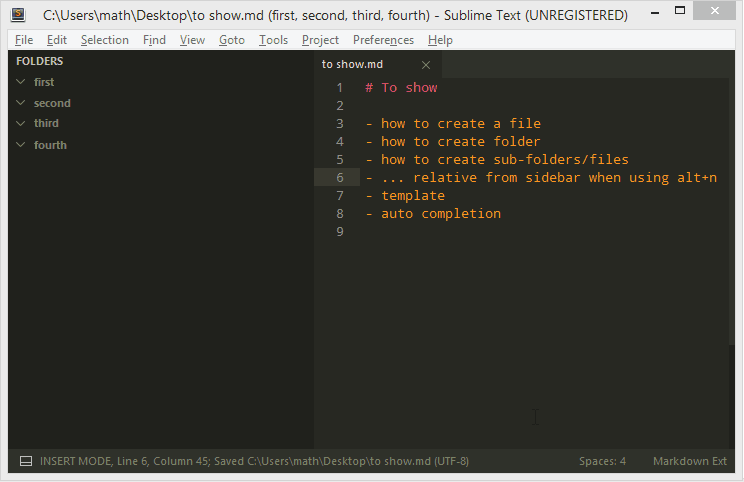 C:\Users\math\Desktop\to show.md (first, second, third, fourth) - Sublime Text (UNREGISTERED)
File Edit Selection Find View Goto Tools Project Preferences Help
FOLDERS
first
second
third
fourth
to show.md
1 # To show
2
3 - how to create a file
4 - how to create folder
5 - how to create sub-folders/files
6 - ... relative from sidebar when using alt+n
7 - template
8 - auto completion
9
INSERT MODE, Line 6, Column 45; Saved C:\Users\math\Desktop\to show.md (UTF-8) Spaces: 4 Markdown Ext